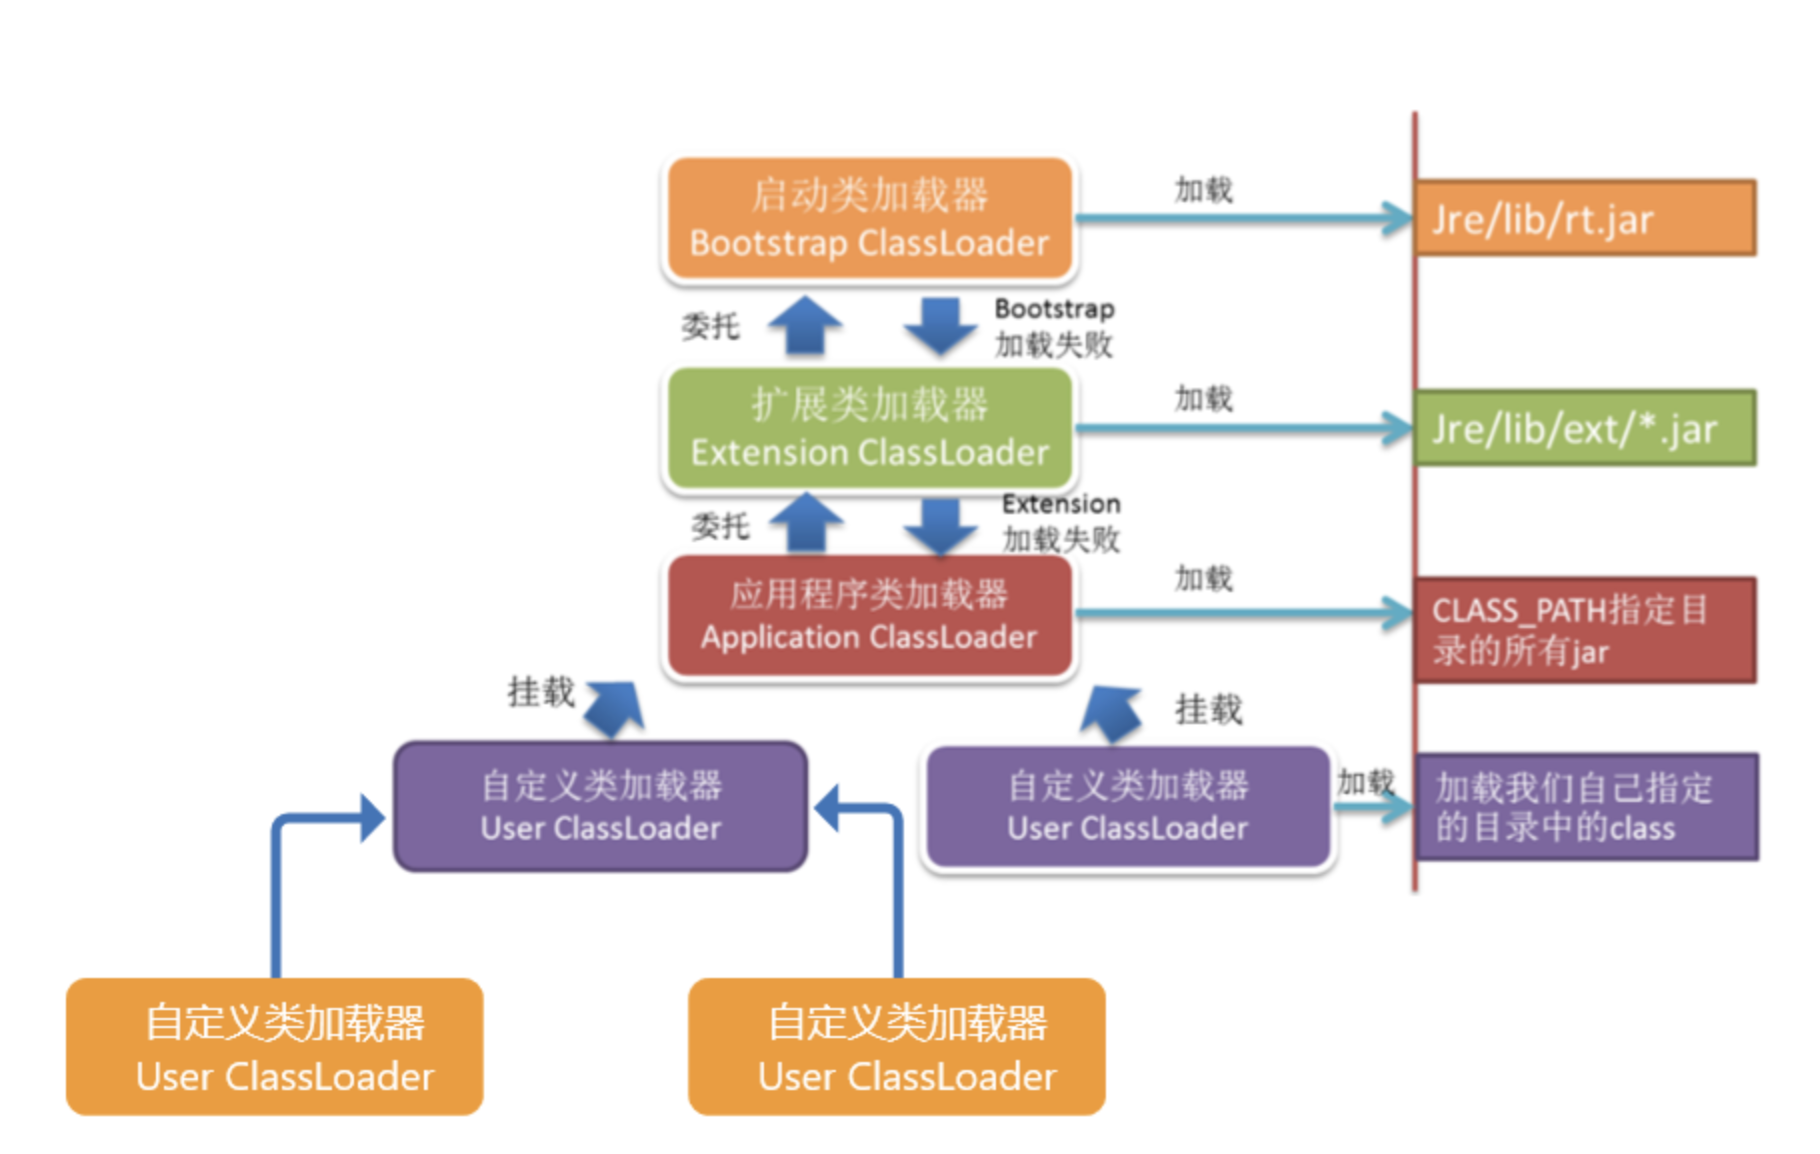 启动类加载器
Bootstrap ClassLoader
加载
Jre/lib/rt.jar
委托
Bootstrap
加载失败
扩展类加载器
Extension ClassLoader
加载
Jre/lib/ext/*.jar
委托
Extension
加载失败
应用程序类加载器
Application ClassLoader
加载
CLASS_PATH指定目
录的所有jar
挂载
挂载
自定义类加载器
User ClassLoader
自定义类加载器
User ClassLoader
加载
加载我们自己指定
的目录中的class
自定义类加载器
User ClassLoader
自定义类加载器
User ClassLoader